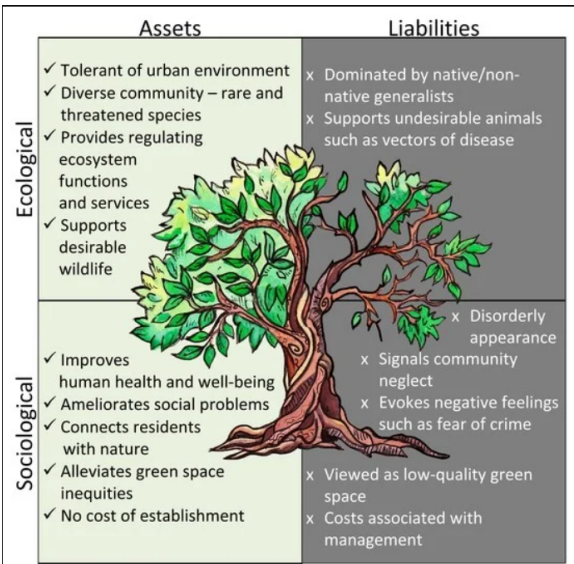 Assets
Liabilities
Ecological
✓ Tolerant of urban environment
✓ Diverse community – rare and
threatened species
✓ Provides regulating
ecosystem
functions
and services
✓ Supports
desirable
wildlife
x Dominated by native/non-
native generalists
x Supports undesirable animals
such as vectors of disease
Sociological
✓ Improves
human health and well-being
✓ Ameliorates social problems
✓ Connects residents
with nature
✓ Alleviates green space
inequities
✓ No cost of establishment
x Disorderly
appearance
x Signals community
neglect
x Evokes negative feelings
such as fear of crime
x Viewed as low-quality green
space
x Costs associated with
management